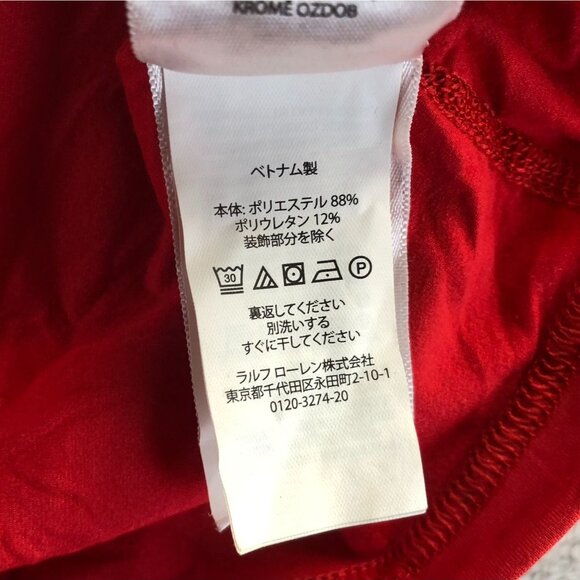 KROMĚ OZDOB
ベトナム製
本体: ポリエステル 88%
ポリウレタン 12%
装飾部分を除く
30 P
裏返してください
別洗いする
すぐに干してください
ラルフ ローレン株式会社
東京都千代田区永田町2-10-1
0120-3274-20